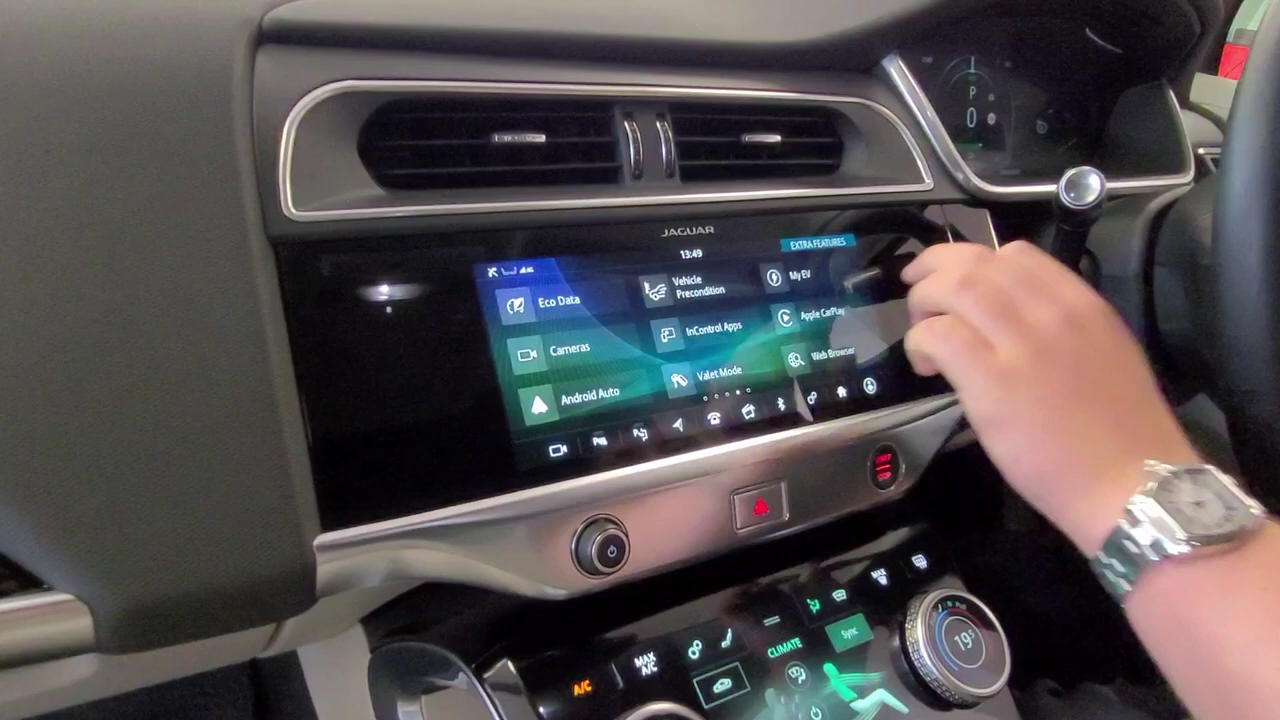 P
0
JAGUAR
13:49
EXTRA FEATURES
Eco Data
Vehicle
Precondition
My EV
Cameras
InControl Apps
Apple CarPlay
Android Auto
Valet Mode
Web Browser
MAX
A/C
MAX
A/C
CLIMATE
Sync
19.5